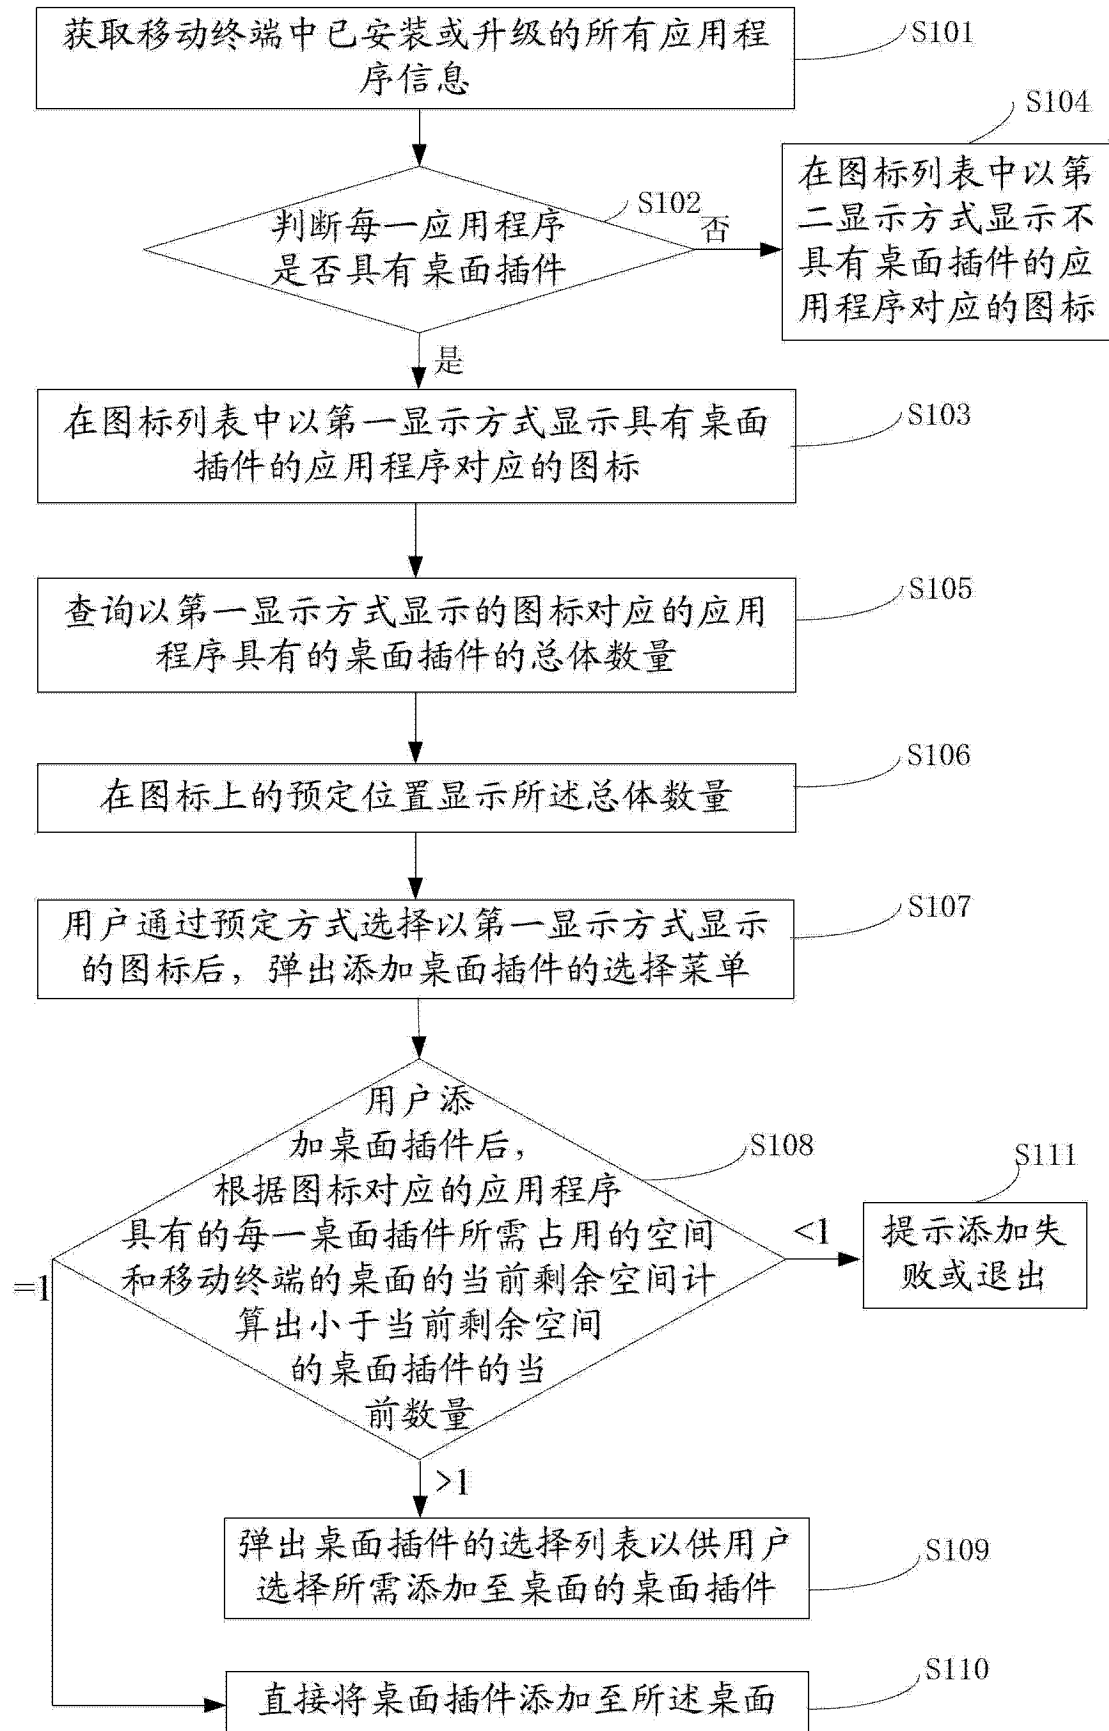 获取移动终端中已安装或升级的所有应用程
序信息
S101
S104
在图标列表中以第
二显示方式显示不
具有桌面插件的应
用程序对应的图标
S102
判断每一应用程序
是否具有桌面插件
否
是
在图标列表中以第一显示方式显示具有桌面
插件的应用程序对应的图标
S103
查询以第一显示方式显示的图标对应的应用
程序具有的桌面插件的总体数量
S105
在图标上的预定位置显示所述总体数量
S106
用户通过预定方式选择以第一显示方式显示
的图标后，弹出添加桌面插件的选择菜单
S107
用户添
加桌面插件后，
根据图标对应的应用程序
具有的每一桌面插件所需占用的空间
和移动终端的桌面的当前剩余空间计
算出小于当前剩余空间
的桌面插件的当
前数量
S108
<1
S111
提示添加失
败或退出
=1
>1
弹出桌面插件的选择列表以供用户
选择所需添加至桌面的桌面插件
S109
直接将桌面插件添加至所述桌面
S110